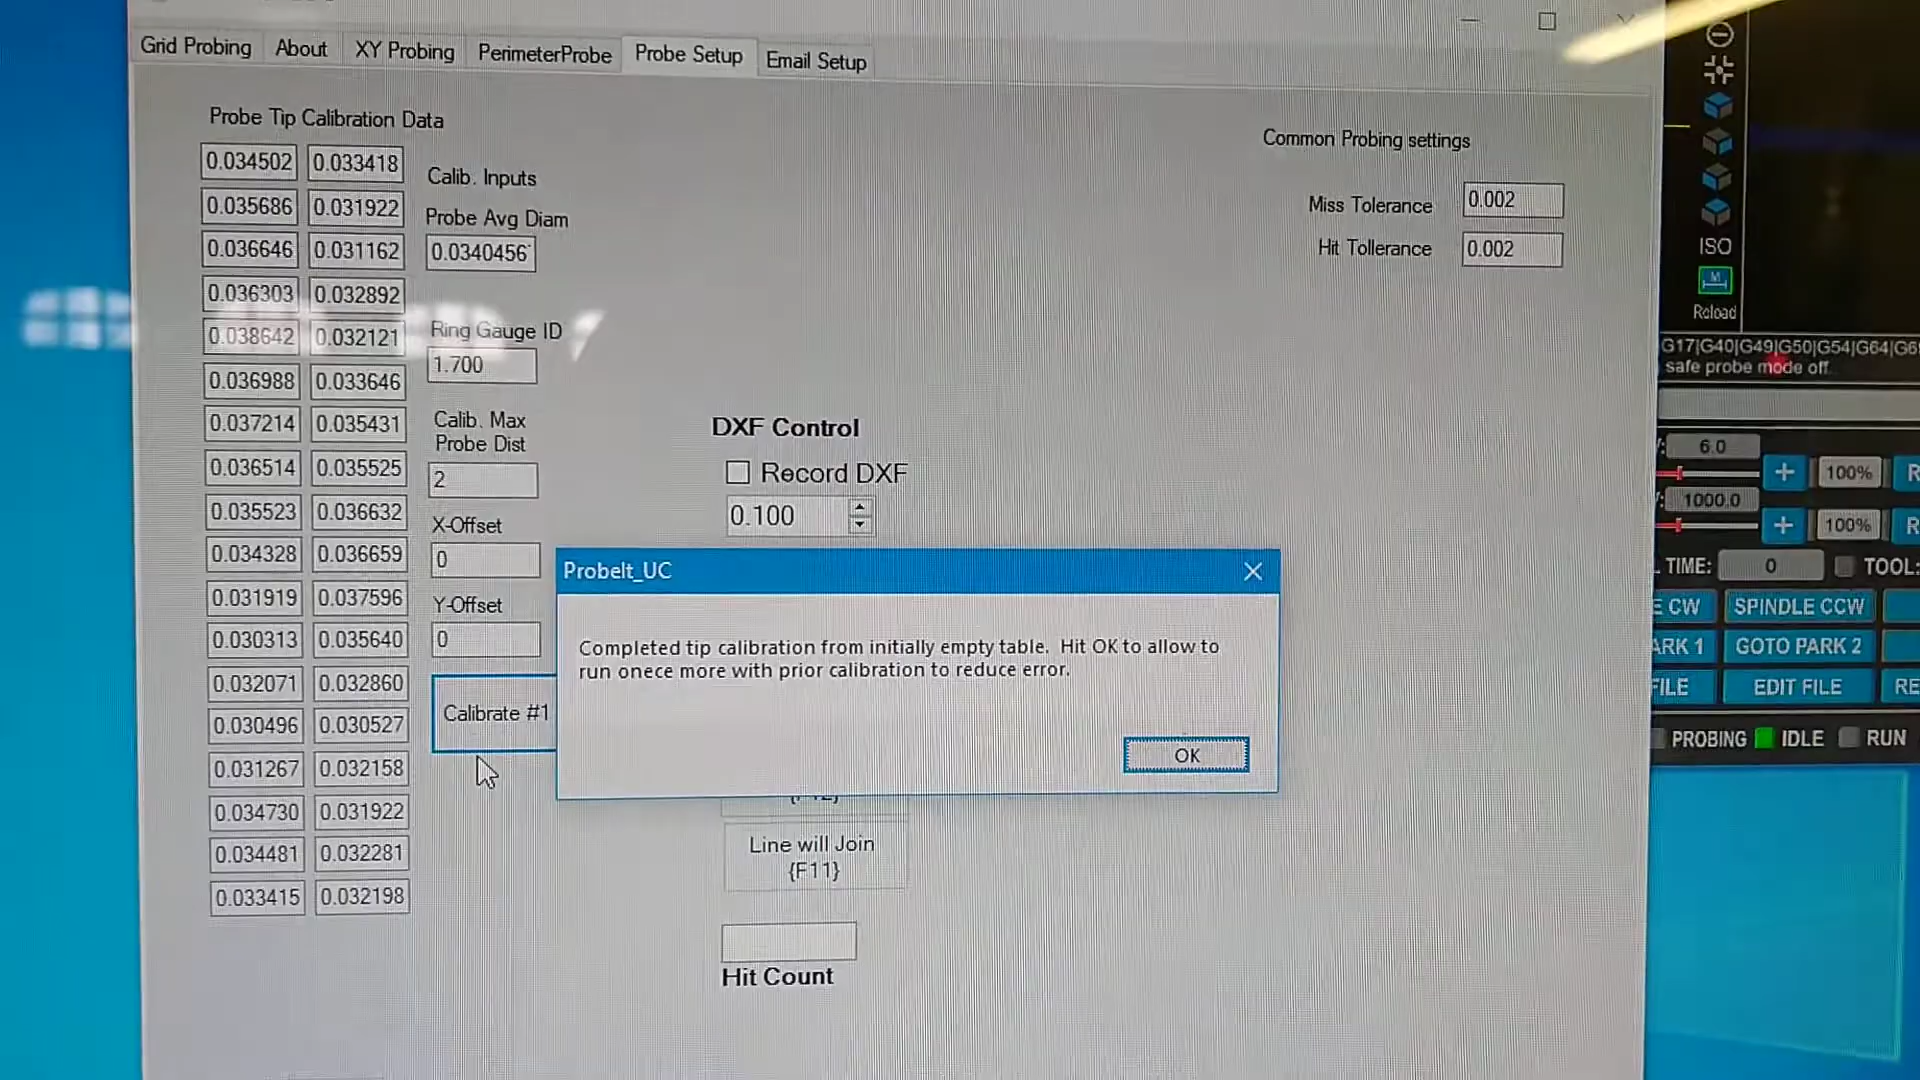 Grid Probing About XY Probing PerimeterProbe Probe Setup Email Setup
Probe Tip Calibration Data
0.034502 0.033418
0.035686 0.031922
0.036646 0.031162
0.036303 0.032892
0.038642 0.032121
0.036988 0.033646
0.037214 0.035431
0.036514 0.035525
0.035523 0.036632
0.034328 0.036659
0.031919 0.037596
0.030313 0.035640
0.032071 0.032860
0.030496 0.030527
0.031267 0.032158
0.034730 0.031922
0.034481 0.032281
0.033415 0.032198
Calib. Inputs
Probe Avg Diam
0.0340456
Ring Gauge ID
1.700
Calib. Max
Probe Dist
2
X-Offset
0
Y-Offset
0
Calibrate #1
DXF Control
Record DXF
0.100
ProbeIt_UC
Completed tip calibration from initially empty table. Hit OK to allow to
run onece more with prior calibration to reduce error.
OK
Line will Join
{F11}
Hit Count
Common Probing settings
Miss Tolerance 0.002
Hit Tollerance 0.002
ISO
M
Reload
G17|G40|G49|G50|G54|G64|G6
safe probe mode off
6.0
+ 100% R
1000.0
+ 100% R
TIME: 0 TOOL:
E CW SPINDLE CCW
ARK 1 GOTO PARK 2
FILE EDIT FILE RE
PROBING IDLE RUN